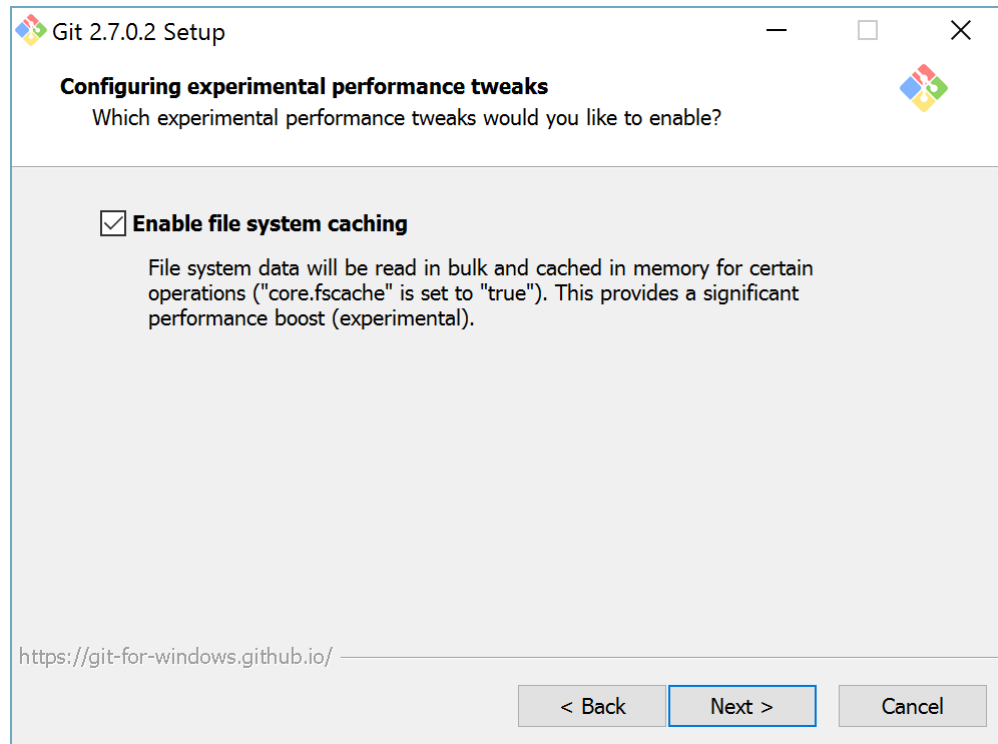 Git 2.7.0.2 Setup
Configuring experimental performance tweaks
Which experimental performance tweaks would you like to enable?
Enable file system caching
File system data will be read in bulk and cached in memory for certain
operations ("core.fscache" is set to "true"). This provides a significant
performance boost (experimental).
https://git-for-windows.github.io/
< Back
Next >
Cancel